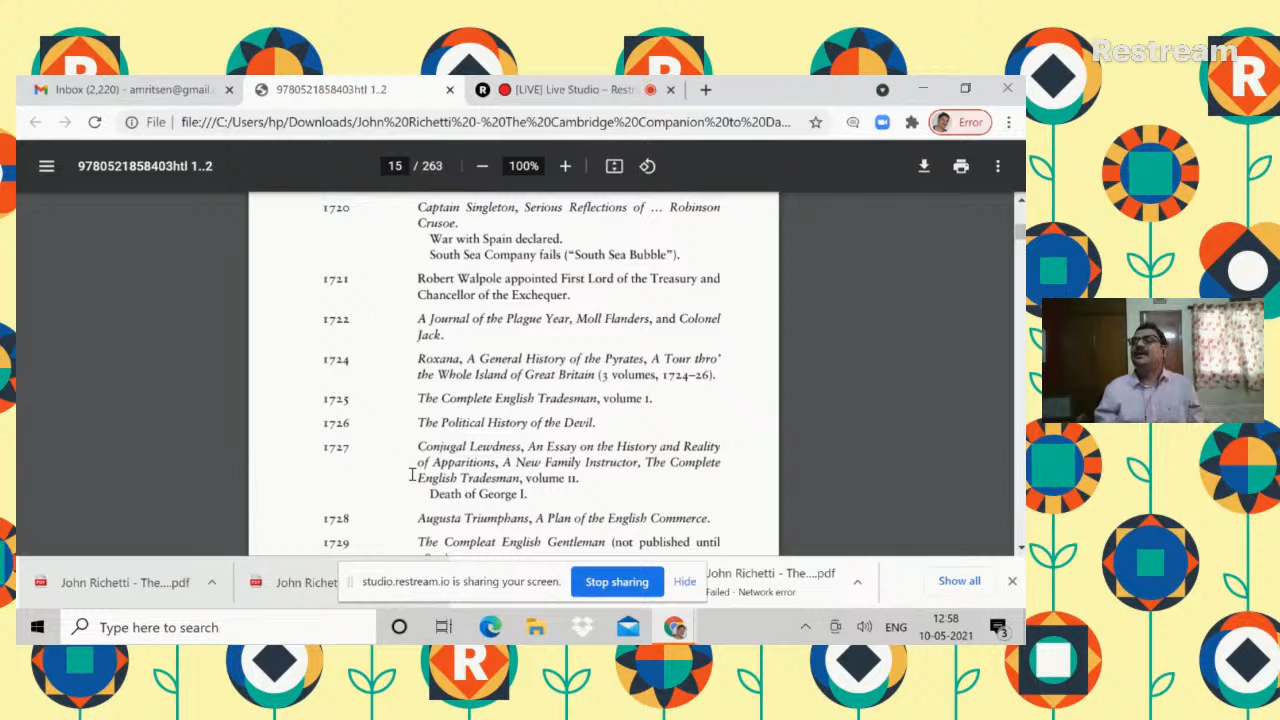 Restream
Inbox (2,220) - amritsen@gmail.
9780521858403htl 1..2
[LIVE] Live Studio – Restr
File
file:///C:/Users/hp/Downloads/John%20Richetti%20-%20The%20Cambridge%20Companion%20to%20Da...
Error
9780521858403htl 1..2
15 / 263
100%
1720 Captain Singleton, Serious Reflections of ... Robinson
Crusoe.
War with Spain declared.
South Sea Company fails (“South Sea Bubble”).
1721 Robert Walpole appointed First Lord of the Treasury and
Chancellor of the Exchequer.
1722 A Journal of the Plague Year, Moll Flanders, and Colonel
Jack.
1724 Roxana, A General History of the Pyrates, A Tour thro’
the Whole Island of Great Britain (3 volumes, 1724–26).
1725 The Complete English Tradesman, volume I.
1726 The Political History of the Devil.
1727 Conjugal Lewdness, An Essay on the History and Reality
of Apparitions, A New Family Instructor, The Complete
English Tradesman, volume II.
Death of George I.
1728 Augusta Triumphans, A Plan of the English Commerce.
1729 The Compleat English Gentleman (not published until
John Richetti - The....pdf
John Richet
studio.restream.io is sharing your screen.
Stop sharing
Hide
John Richetti - The....pdf
Failed - Network error
Show all
Type here to search
ENG
12:58
10-05-2021
3
R
R
R
R
R
R